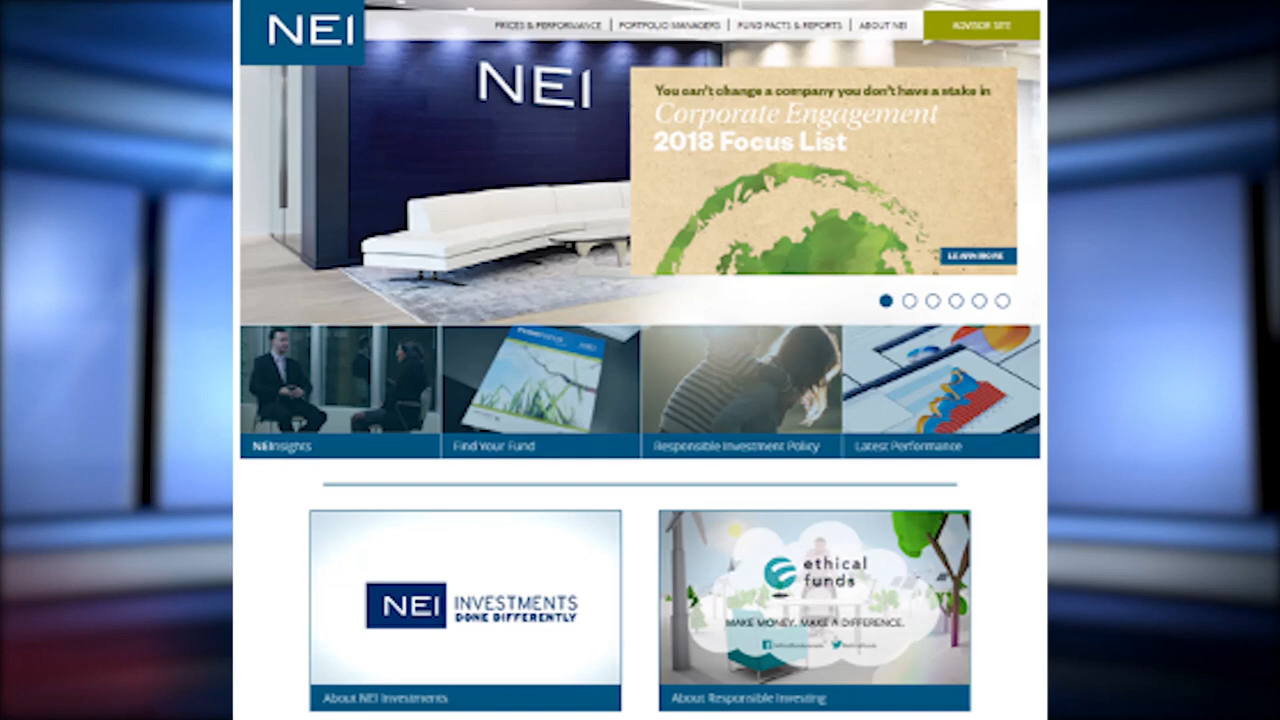 NEI
PRICES & PERFORMANCE | PORTFOLIO MANAGERS | FUND FACTS & REPORTS | ABOUT NEI
ADVISOR SITE
NEI
You can't change a company you don't have a stake in
Corporate Engagement
2018 Focus List
LEARN MORE
NEInsights
Find Your Fund
Responsible Investment Policy
Latest Performance
NEI INVESTMENTS
DONE DIFFERENTLY
ethical
funds
MAKE MONEY. MAKE A DIFFERENCE.
About NEI Investments
About Responsible Investing